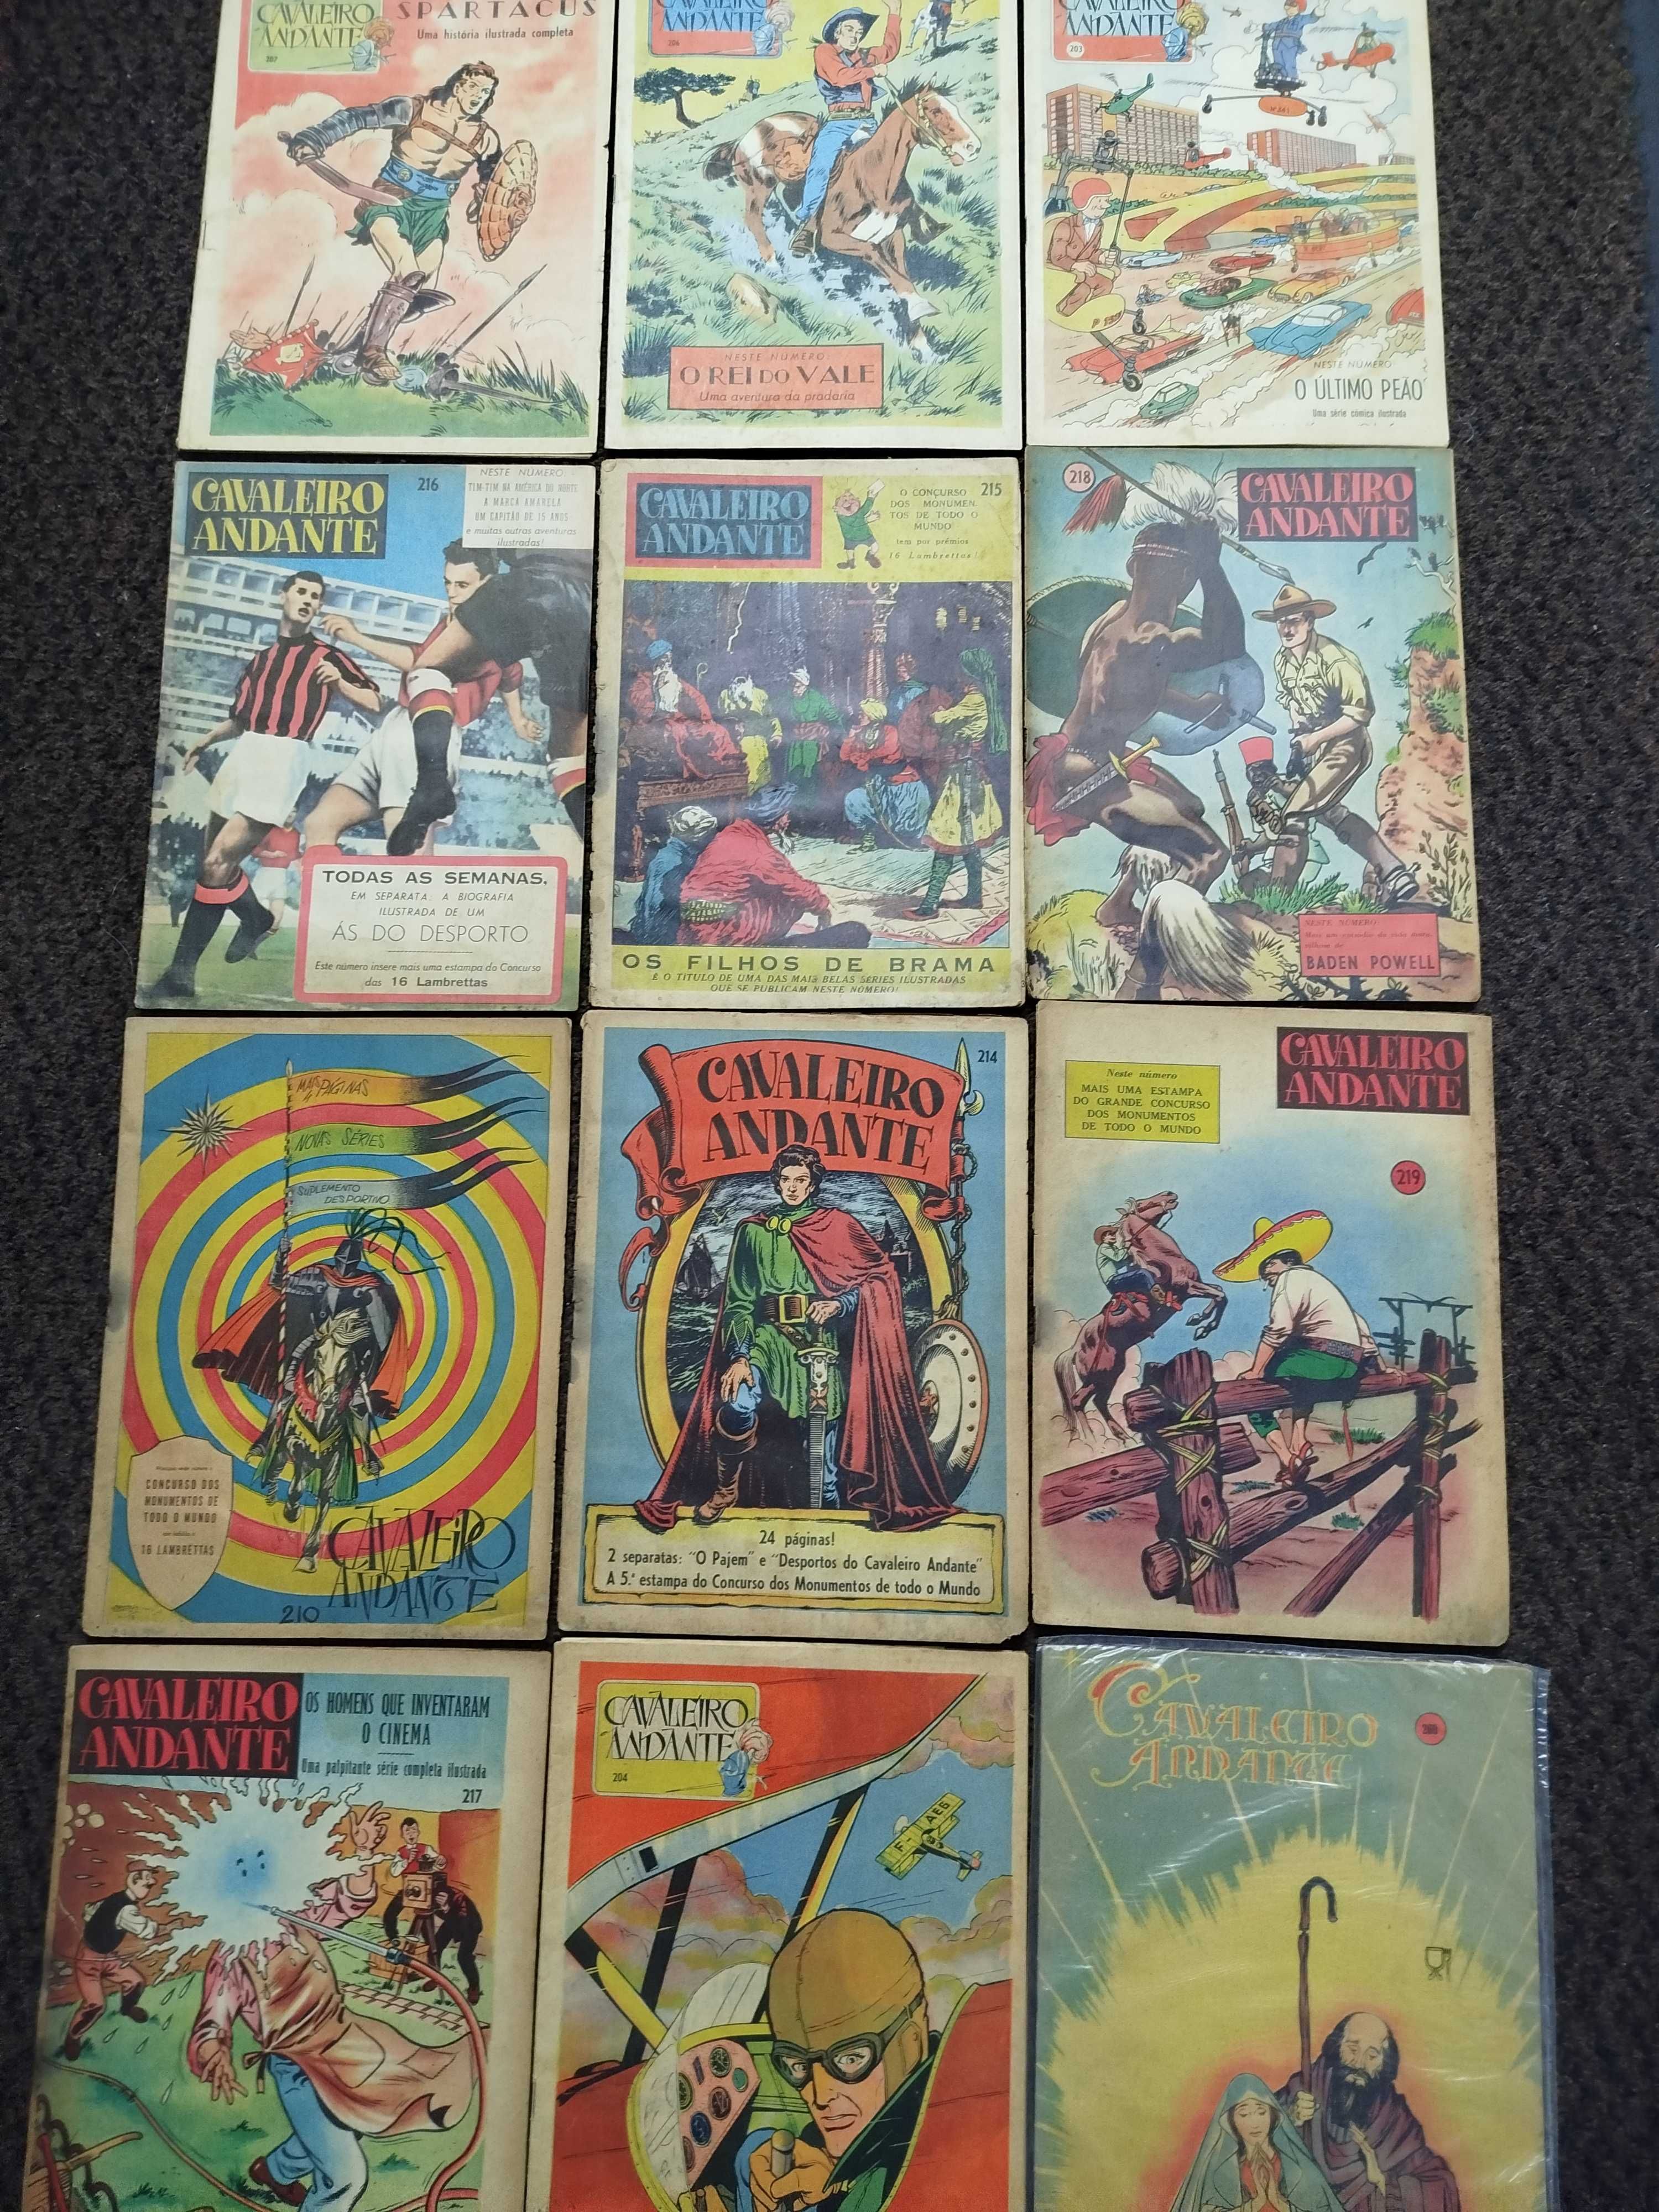 CAVALEIRO
ANDANTE
307
SPARTACUS
Uma história ilustrada completa
ANDANTE
206
NESTE NÚMERO:
O REI DO VALE
Uma aventura da pradaria
CAVALEIRO
ANDANTE
203
NESTE NÚMERO
O ÚLTIMO PEÃO
Uma série cómica ilustrada
CAVALEIRO
ANDANTE
216
NESTE NÚMERO:
TIM-TIM NA AMÉRICA DO NORTE
A MARCA AMARELA
UM CAPITÃO DE 15 ANOS
e muitas outras aventuras
ilustradas!
TODAS AS SEMANAS,
EM SEPARATA, A BIOGRAFIA
ILUSTRADA DE UM
ÁS DO DESPORTO
Este número insere mais uma estampa do Concurso
das 16 Lambrettas
CAVALEIRO
ANDANTE
O CONCURSO
DOS MONUMEN-
TOS DE TODO O
MUNDO
tem por prémios
16 Lambrettas!
215
OS FILHOS DE BRAMA
É O TITULO DE UMA DAS MAIS BELAS SÉRIES ILUSTRADAS
QUE SE PUBLICAM NESTE NÚMERO!
218
CAVALEIRO
ANDANTE
NESTE NÚMERO:
BADEN POWELL
MAIS 4 PÁGINAS
NOVAS SÉRIES
SUPLEMENTO
DESPORTIVO
CONCURSO DOS
MONUMENTOS DE
TODO O MUNDO
16 LAMBRETTAS
CAVALEIRO
ANDANTE
210
214
CAVALEIRO
ANDANTE
24 páginas!
2 separatas: "O Pajem" e "Desportos do Cavaleiro Andante"
A 5.ª estampa do Concurso dos Monumentos de todo o Mundo
Neste número
MAIS UMA ESTAMPA
DO GRANDE CONCURSO
DOS MONUMENTOS
DE TODO O MUNDO
CAVALEIRO
ANDANTE
219
CAVALEIRO
ANDANTE
OS HOMENS QUE INVENTARAM
O CINEMA
Uma palpitante série completa ilustrada
217
CAVALEIRO
ANDANTE
204
F-AEG
CAVALEIRO
ANDANTE